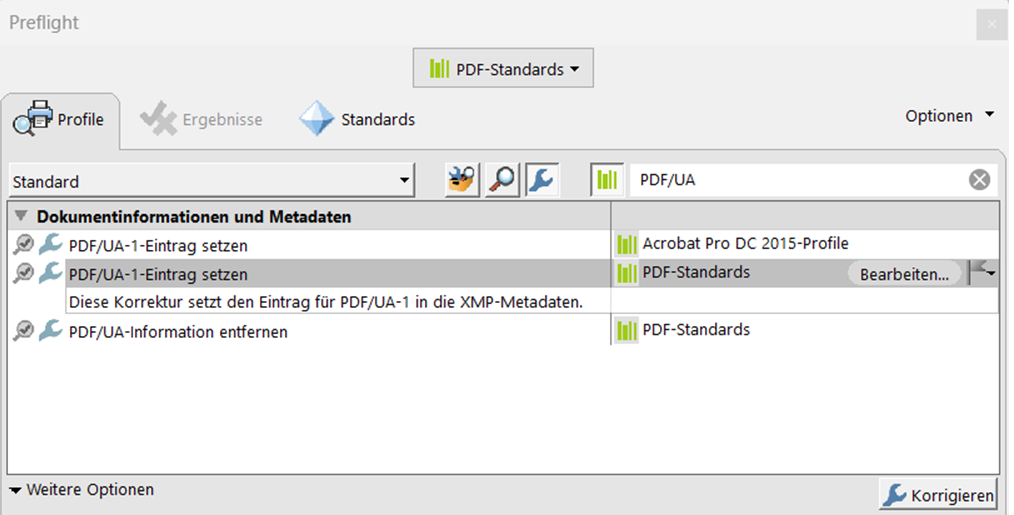 Preflight
PDF-Standards
Profile
Ergebnisse
Standards
Optionen
Standard
PDF/UA
Dokumentinformationen und Metadaten
PDF/UA-1-Eintrag setzen
Acrobat Pro DC 2015-Profile
PDF/UA-1-Eintrag setzen
PDF-Standards
Bearbeiten...
Diese Korrektur setzt den Eintrag für PDF/UA-1 in die XMP-Metadaten.
PDF/UA-Information entfernen
PDF-Standards
Weitere Optionen
Korrigieren